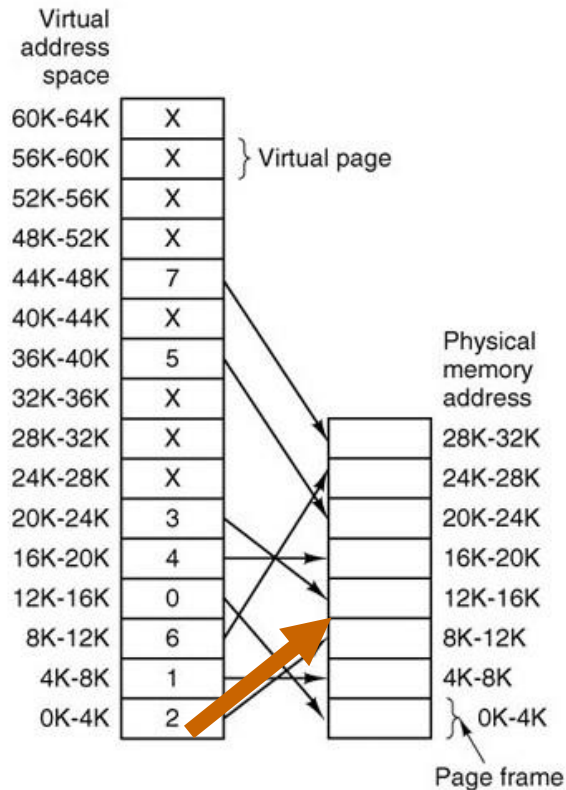 Virtual
address
space
60K-64K X
56K-60K X } Virtual page
52K-56K X
48K-52K X
44K-48K 7
40K-44K X
36K-40K 5
32K-36K X
28K-32K X
24K-28K X
20K-24K 3
16K-20K 4
12K-16K 0
8K-12K 6
4K-8K 1
0K-4K 2
Physical
memory
address
28K-32K
24K-28K
20K-24K
16K-20K
12K-16K
8K-12K
4K-8K
} 0K-4K
Page frame